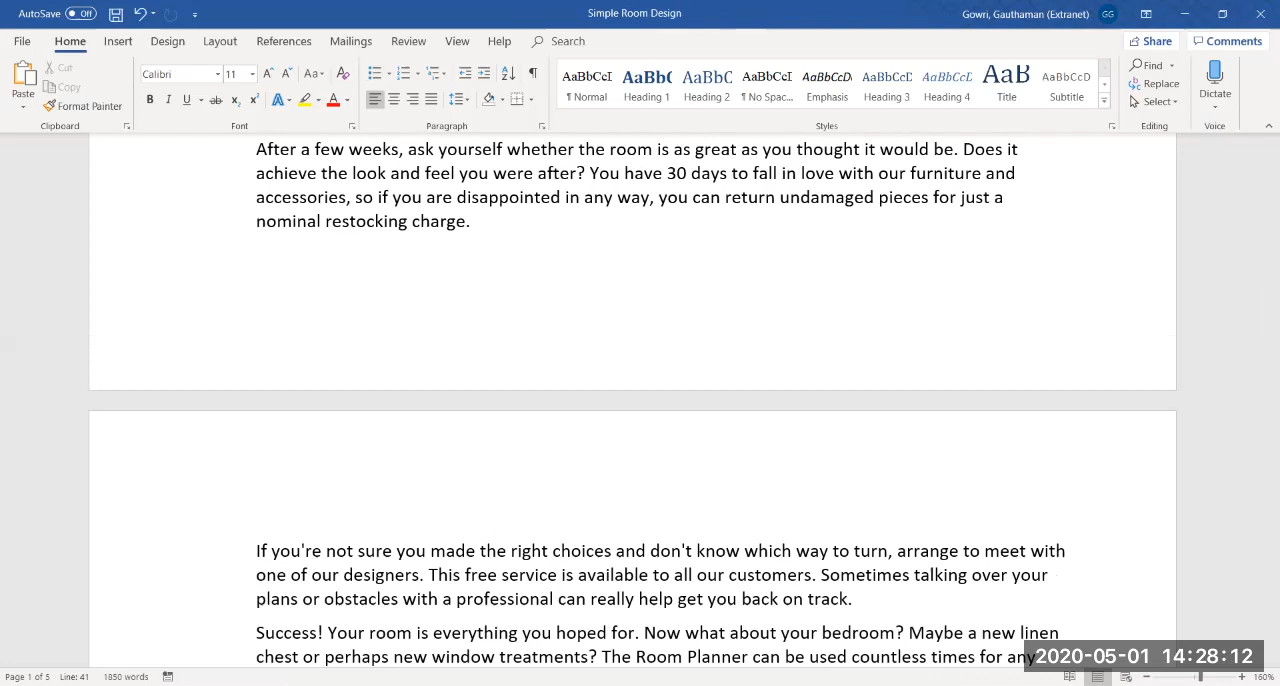 AutoSave Off Simple Room Design Gowri, Gauthaman (Extranet) GG
File Home Insert Design Layout References Mailings Review View Help Search Share Comments
Paste Cut Copy Format Painter Clipboard
Calibri 11 Aa
B I U ab x₂ x² A A Font
Paragraph
AaBbCcI AaBb( AaBbC AaBbCcI AaBbCcD AaBbCcD AaBbCcL AaB AaBbCcD
¶ Normal Heading 1 Heading 2 ¶ No Spac... Emphasis Heading 3 Heading 4 Title Subtitle
Styles
Find Replace Select Editing
Dictate Voice
After a few weeks, ask yourself whether the room is as great as you thought it would be. Does it
achieve the look and feel you were after? You have 30 days to fall in love with our furniture and
accessories, so if you are disappointed in any way, you can return undamaged pieces for just a
nominal restocking charge.
If you're not sure you made the right choices and don't know which way to turn, arrange to meet with
one of our designers. This free service is available to all our customers. Sometimes talking over your
plans or obstacles with a professional can really help get you back on track.
Success! Your room is everything you hoped for. Now what about your bedroom? Maybe a new linen
chest or perhaps new window treatments? The Room Planner can be used countless times for any
2020-05-01 14:28:12
Page 1 of 5 Line: 41 1850 words 160%